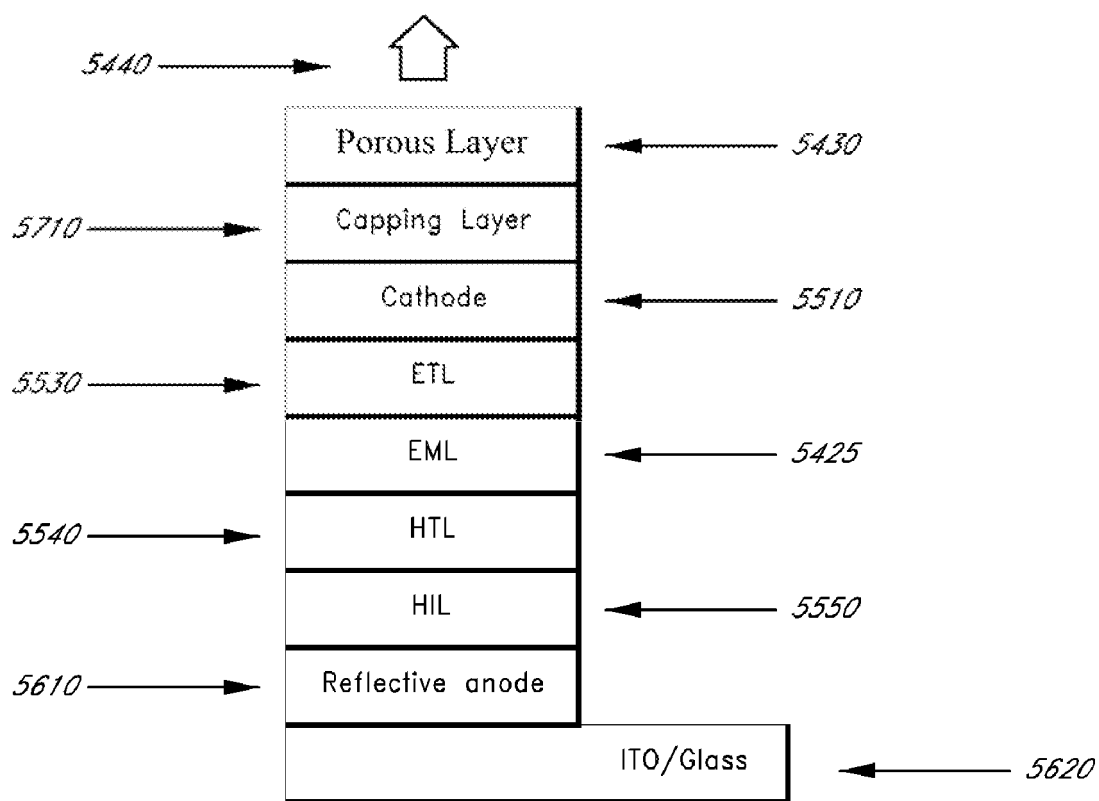 5440
Porous Layer
5430
5710
Capping Layer
Cathode
5510
5530
ETL
EML
5425
5540
HTL
HIL
5550
5610
Reflective anode
ITO/Glass
5620